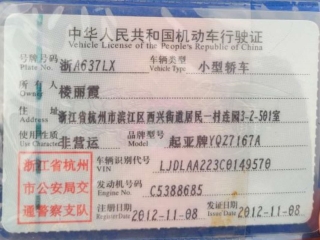 中华人民共和国机动车行驶证
Vehicle License of the People's Republic of China
号牌号码 浙A637LX 车辆类型 小型轿车
Plate No. Vehicle Type
所有人 楼丽霞
Owner
住址 浙江省杭州市滨江区西兴街道居民一村连园3-2-501室
Address
使用性质 非营运 品牌型号 起亚牌YQZ7167A
Model
浙江省杭州 车辆识别代号 LJDLAA223C0149570
VIN
市公安局交 发动机号码 C5388685
Engine No.
通警察支队 注册日期 2012-11-08 发证日期 2012-11-08
Register Date Issue Date